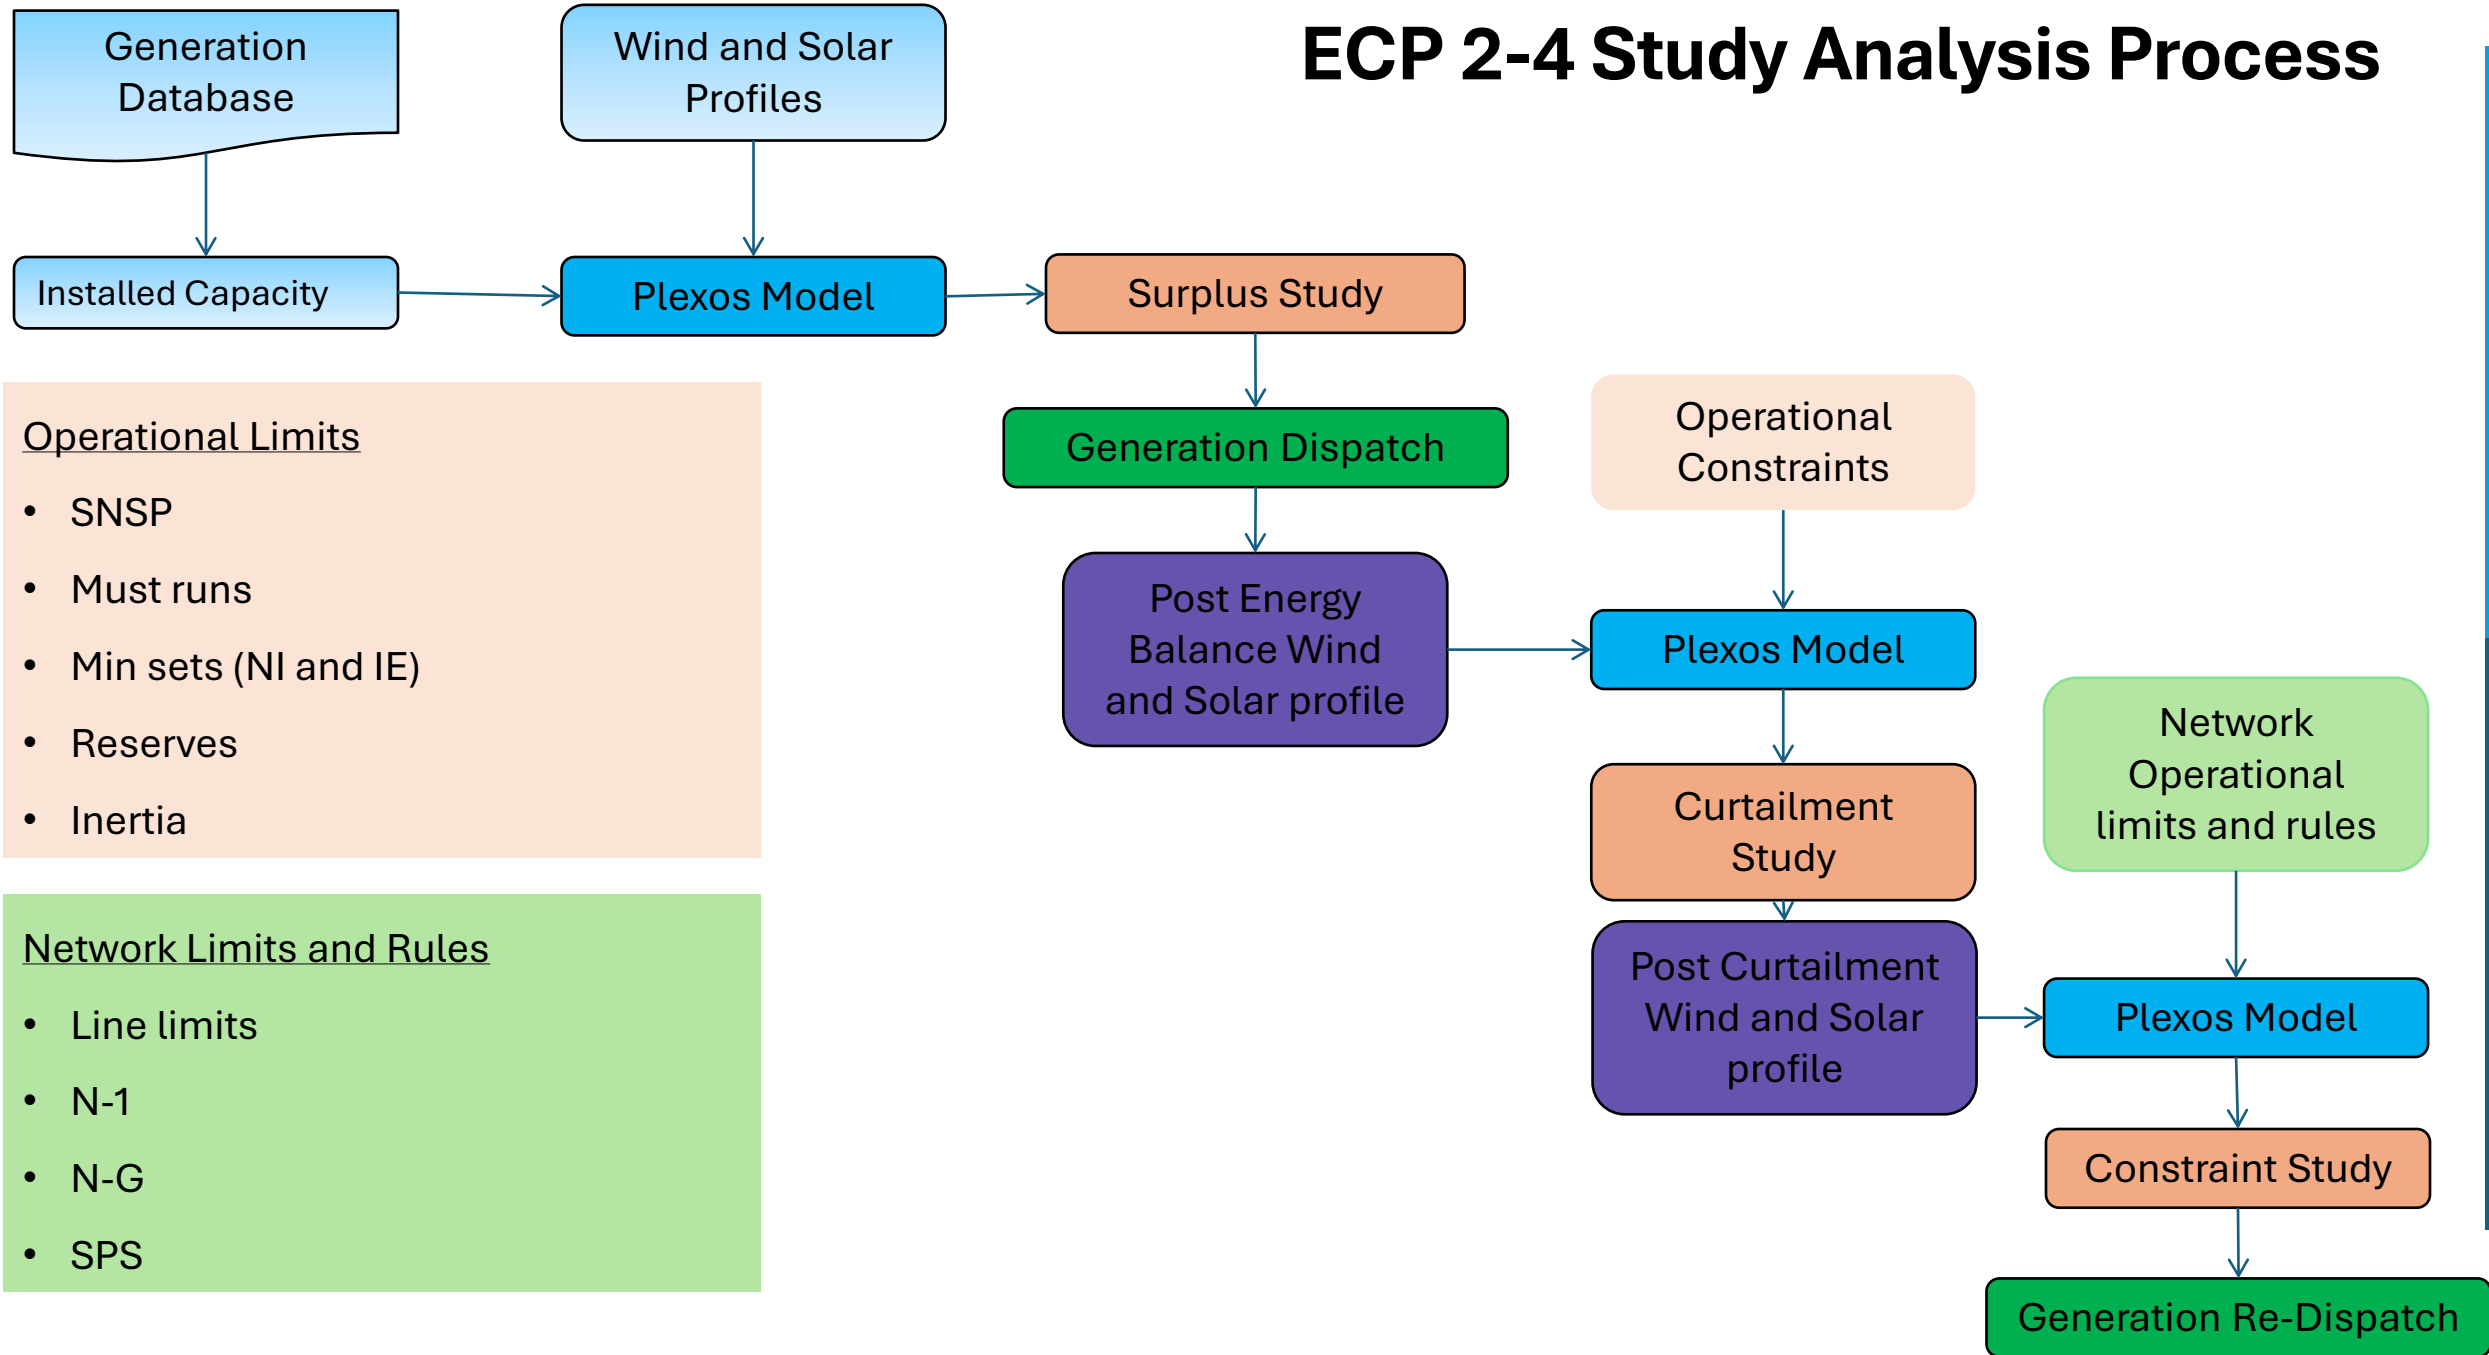 ECP 2-4 Study Analysis Process
Generation
Database
Wind and Solar
Profiles
Installed Capacity
Plexos Model
Surplus Study
Generation Dispatch
Post Energy
Balance Wind
and Solar profile
Operational
Constraints
Plexos Model
Curtailment
Study
Post Curtailment
Wind and Solar
profile
Network
Operational
limits and rules
Plexos Model
Constraint Study
Generation Re-Dispatch
Operational Limits
• SNSP
• Must runs
• Min sets (NI and IE)
• Reserves
• Inertia
Network Limits and Rules
• Line limits
• N-1
• N-G
• SPS